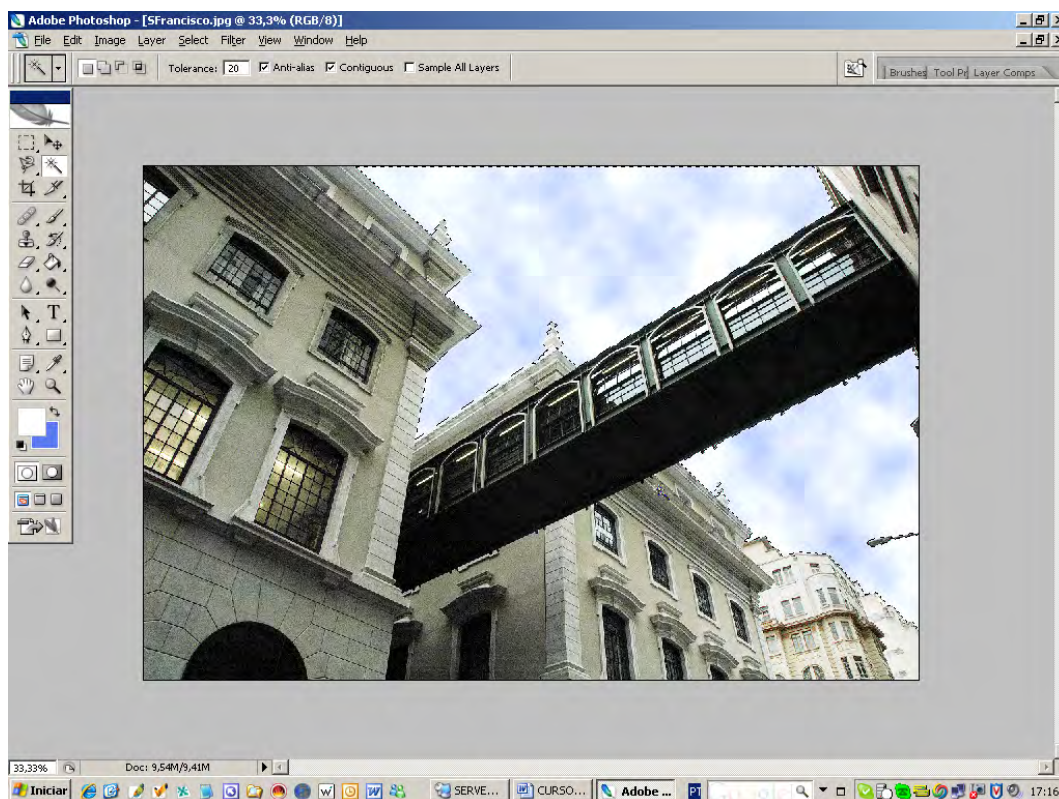 Adobe Photoshop - [SFrancisco.jpg @ 33,3% (RGB/8)]
File Edit Image Layer Select Filter View Window Help
Tolerance: 20 Anti-alias Contiguous Sample All Layers
Brushes Tool Pr Layer Comps
T
33,33% Doc: 9,54M/9,41M
Iniciar W W SERVE... CURSO... Adobe ... PT 17:18